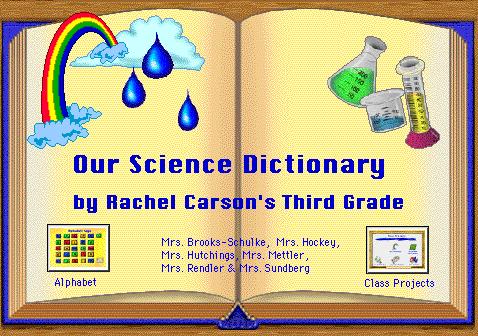 Our Science Dictionary
by Rachel Carson's Third Grade
Mrs. Brooks-Schulke, Mrs. Hockey,
Mrs. Hutchings, Mrs. Mettler,
Mrs. Rendler & Mrs. Sundberg
Alphabet
Class Projects